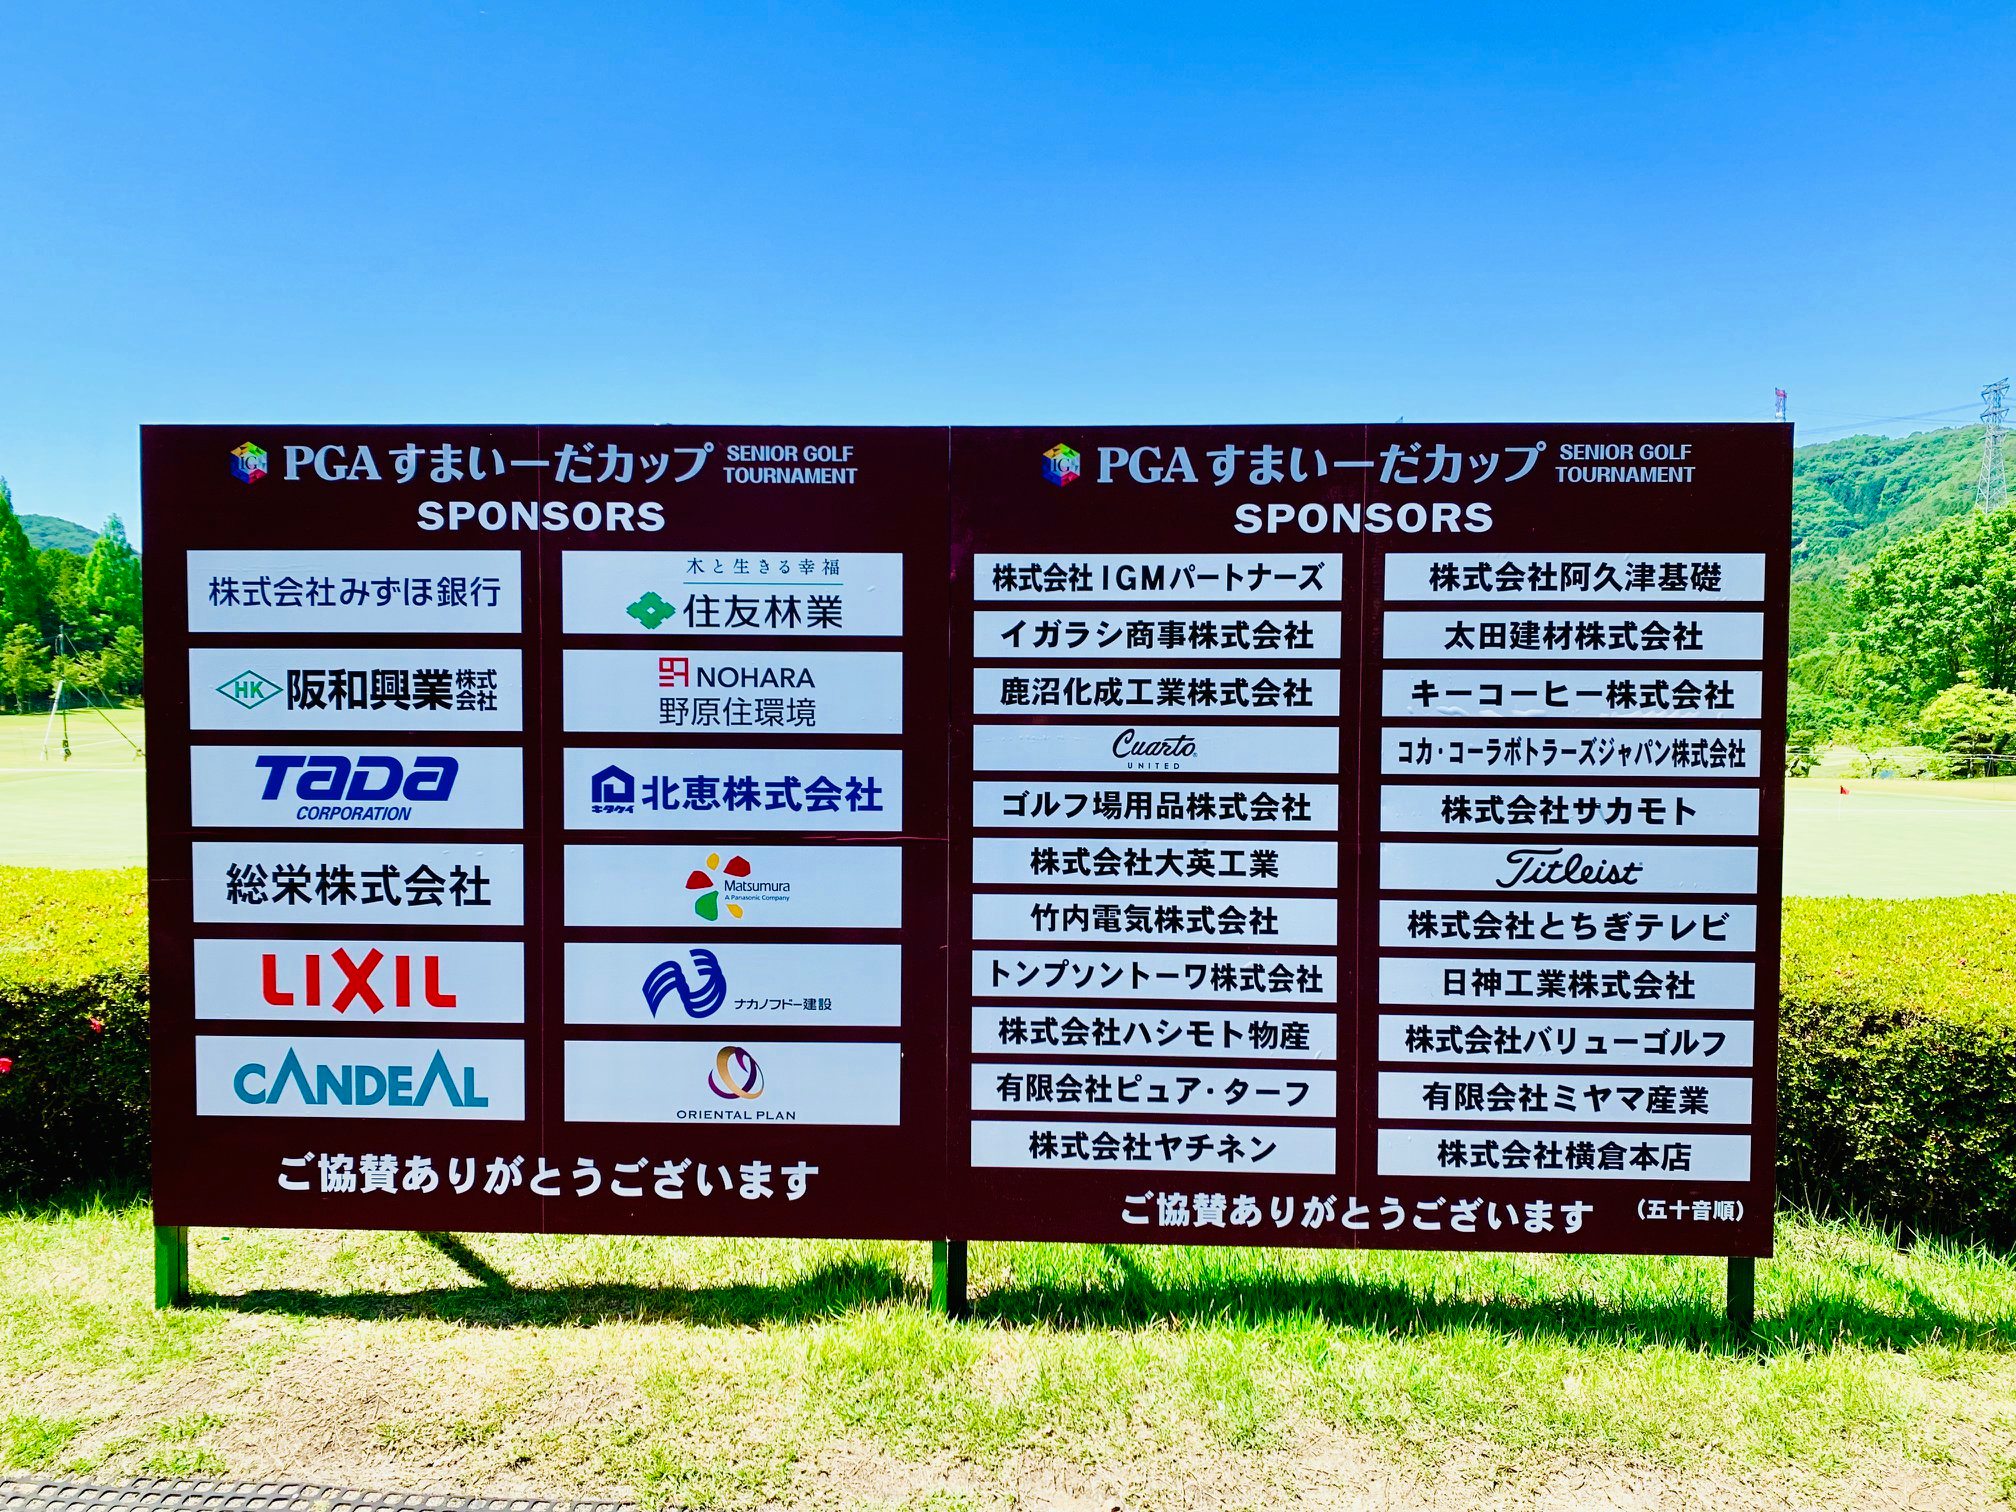 PGAすまいーだカップ SENIOR GOLF
TOURNAMENT
SPONSORS
株式会社みずほ銀行
木と生きる幸福
住友林業
HK 阪和興業株式
会社
NOHARA
野原住環境
TaDa
CORPORATION
キタケイ 北恵株式会社
総栄株式会社
Matsumura
A Panasonic Company
LIXIL
ナカノフドー建設
CANDEAL
ORIENTAL PLAN
ご協賛ありがとうございます
PGAすまいーだカップ SENIOR GOLF
TOURNAMENT
SPONSORS
株式会社IGMパートナーズ
株式会社阿久津基礎
イガラシ商事株式会社
太田建材株式会社
鹿沼化成工業株式会社
キーコーヒー株式会社
Cuarto
UNITED
コカ・コーラボトラーズジャパン株式会社
ゴルフ場用品株式会社
株式会社サカモト
株式会社大英工業
Titleist
竹内電気株式会社
株式会社とちぎテレビ
トンプソントーワ株式会社
日神工業株式会社
株式会社ハシモト物産
株式会社バリューゴルフ
有限会社ピュア・ターフ
有限会社ミヤマ産業
株式会社ヤチネン
株式会社横倉本店
ご協賛ありがとうございます (五十音順)